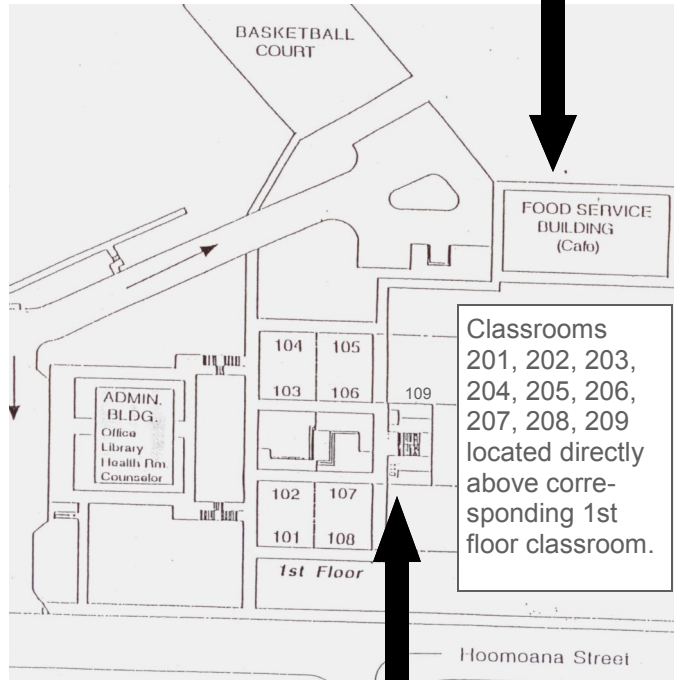 BASKETBALL
COURT
FOOD SERVICE
BUILDING
(Cafo)
Classrooms
201, 202, 203,
204, 205, 206,
207, 208, 209
located directly
above corre-
sponding 1st
floor classroom.
104 105
103 106
109
ADMIN.
BLDG.
Office
Library
Health Rm.
Counselor
102 107
101 108
1st Floor
Hoomoana Street